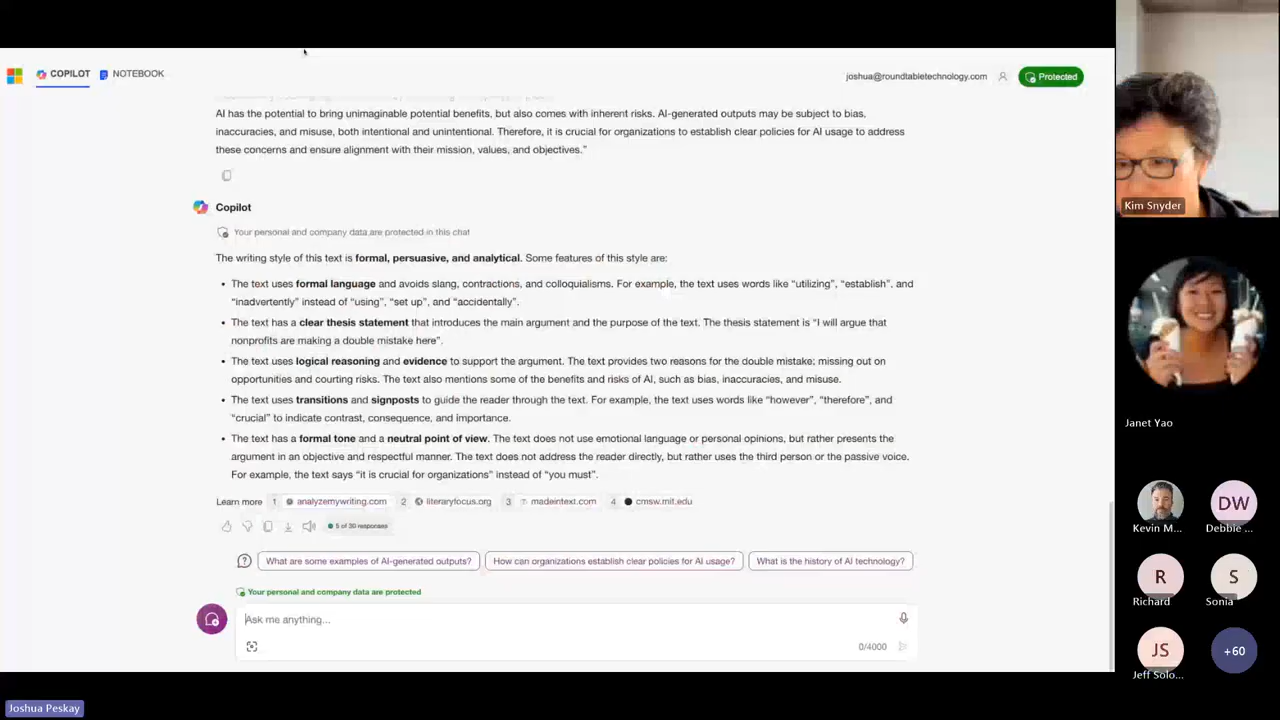 COPILOT NOTEBOOK
joshua@roundtabletechnology.com Protected
AI has the potential to bring unimaginable potential benefits, but also comes with inherent risks. AI-generated outputs may be subject to bias,
inaccuracies, and misuse, both intentional and unintentional. Therefore, it is crucial for organizations to establish clear policies for AI usage to address
these concerns and ensure alignment with their mission, values, and objectives."
Copilot
Your personal and company data are protected in this chat
The writing style of this text is formal, persuasive, and analytical. Some features of this style are:
• The text uses formal language and avoids slang, contractions, and colloquialisms. For example, the text uses words like "utilizing", "establish", and
"inadvertently" instead of "using", "set up", and "accidentally".
• The text has a clear thesis statement that introduces the main argument and the purpose of the text. The thesis statement is "I will argue that
nonprofits are making a double mistake here".
• The text uses logical reasoning and evidence to support the argument. The text provides two reasons for the double mistake: missing out on
opportunities and courting risks. The text also mentions some of the benefits and risks of AI, such as bias, inaccuracies, and misuse.
• The text uses transitions and signposts to guide the reader through the text. For example, the text uses words like "however", "therefore", and
"crucial" to indicate contrast, consequence, and importance.
• The text has a formal tone and a neutral point of view. The text does not use emotional language or personal opinions, but rather presents the
argument in an objective and respectful manner. The text does not address the reader directly, but rather uses the third person or the passive voice.
For example, the text says "it is crucial for organizations" instead of "you must".
Learn more 1 analyzemywriting.com 2 literaryfocus.org 3 madeintext.com 4 cmsw.mit.edu
5 of 30 responses
What are some examples of AI-generated outputs? How can organizations establish clear policies for AI usage? What is the history of AI technology?
Your personal and company data are protected
Ask me anything...
0/4000
Joshua Peskay
Kim Snyder
Janet Yao
DW
Kevin M... Debbie ...
R S
Richard Sonia
JS +60
Jeff Solo...